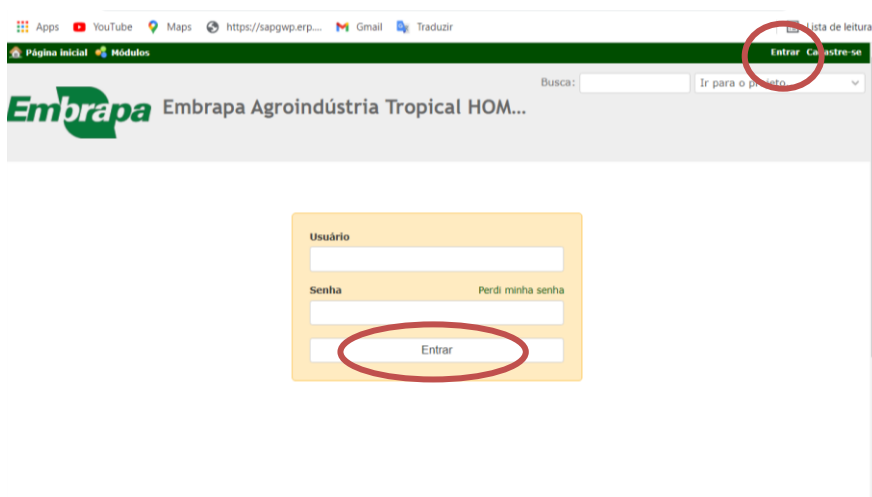 Apps YouTube Maps https://sapgwp.erp.... Gmail Traduzir Lista de leitura
Página inicial Módulos Entrar Cadastre-se
Busca: Ir para o projeto...
Embrapa Embrapa Agroindústria Tropical HOM...
Usuário
Senha Perdi minha senha
Entrar